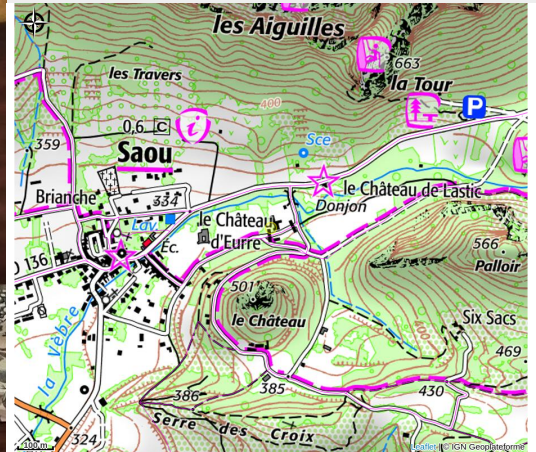 les Aiguilles
663
les Travers
la Tour
P
400
0,6 C
i
Sce
359
Saou
le Château de Lastic
Brianche
334
Donjon
Lav.
le Château
d'Eurre
Éc.
566
Palloir
D 136
501
la Vèbre
le Château
Six Sacs
400
469
386
385
430
Serre des Croix
324
100 m
Leaflet | © IGN Geoplateforme